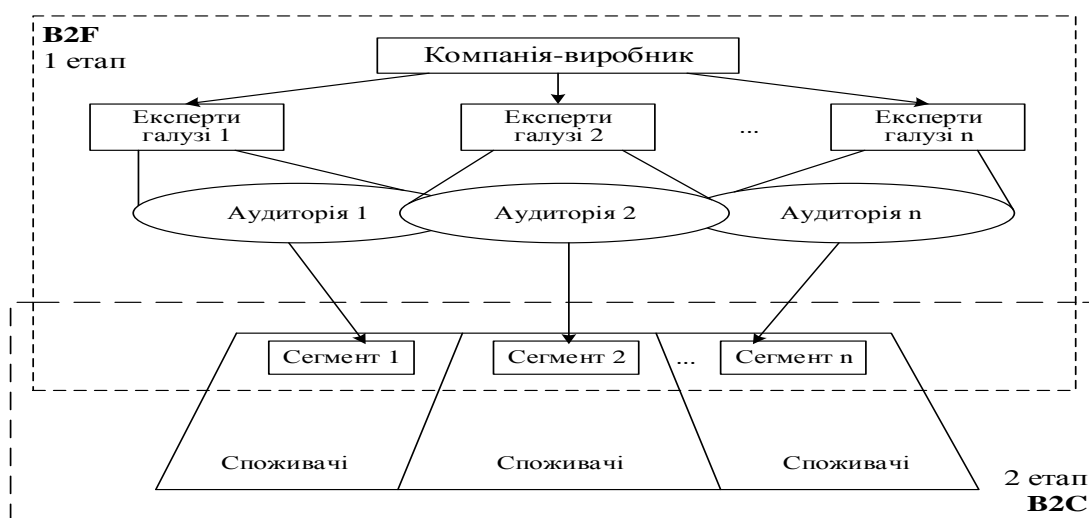 B2F
1 етап
Компанія-виробник
Експерти
галузі 1
Експерти
галузі 2
...
Експерти
галузі n
Аудиторія 1
Аудиторія 2
Аудиторія n
Сегмент 1
Сегмент 2
...
Сегмент n
Споживачі
Споживачі
Споживачі
2 етап
B2C